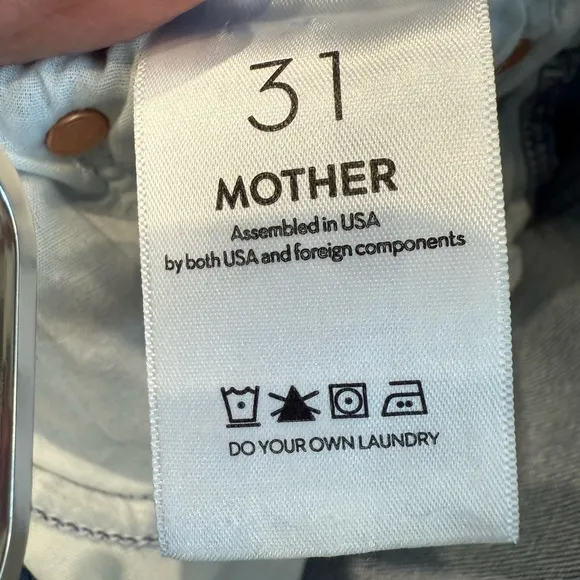 31
MOTHER
Assembled in USA
by both USA and foreign components
DO YOUR OWN LAUNDRY